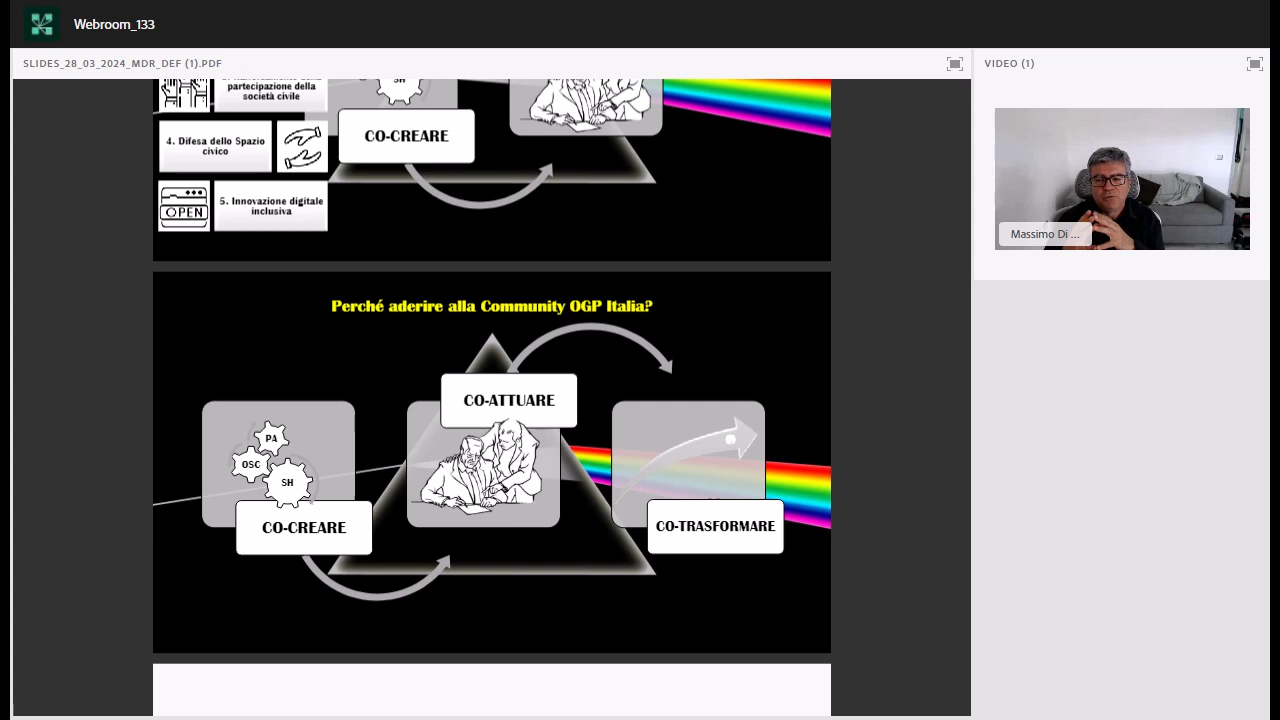 Webroom_133
SLIDES_28_03_2024_MDR_DEF (1).PDF
VIDEO (1)
partecipazione della
società civile
SH
CO-CREARE
4. Difesa dello Spazio
civico
OPEN
5. Innovazione digitale
inclusiva
Massimo Di ...
Perché aderire alla Community OGP Italia?
CO-ATTUARE
PA
OSC
SH
CO-CREARE
CO-TRASFORMARE